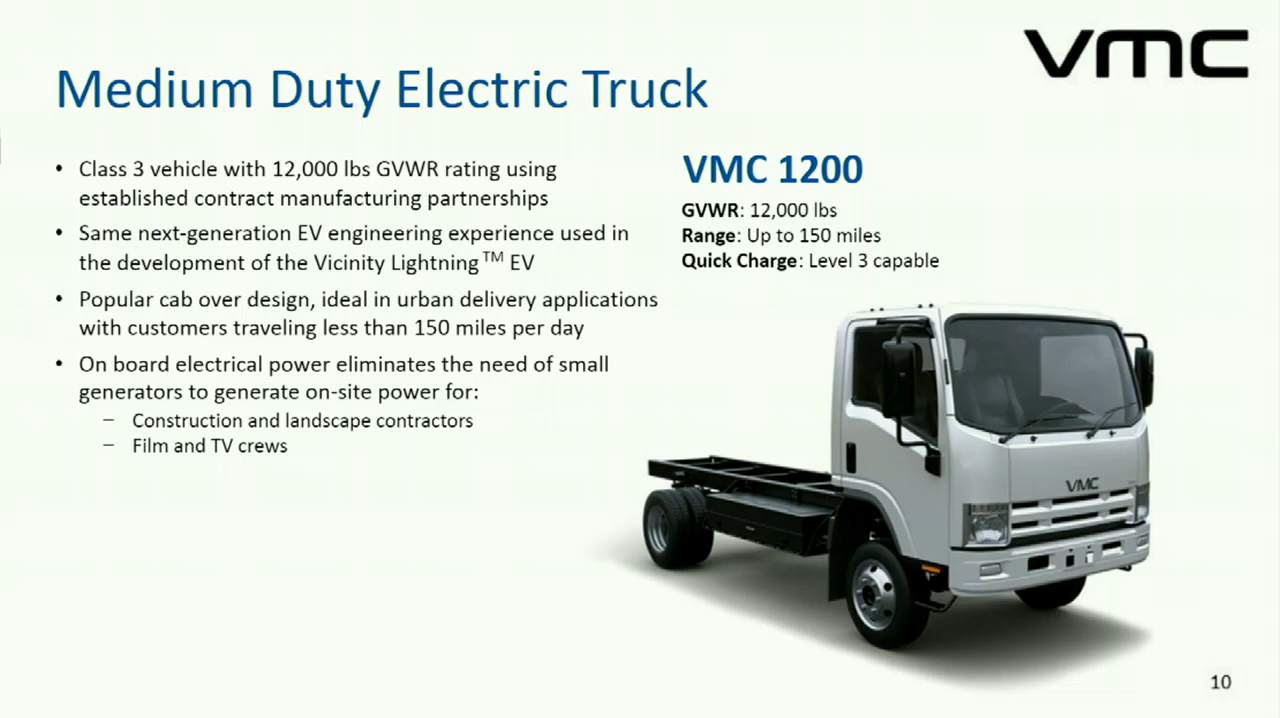 VMC
Medium Duty Electric Truck
• Class 3 vehicle with 12,000 lbs GVWR rating using
established contract manufacturing partnerships
• Same next-generation EV engineering experience used in
the development of the Vicinity Lightning™ EV
• Popular cab over design, ideal in urban delivery applications
with customers traveling less than 150 miles per day
• On board electrical power eliminates the need of small
generators to generate on-site power for:
– Construction and landscape contractors
– Film and TV crews
VMC 1200
GVWR: 12,000 lbs
Range: Up to 150 miles
Quick Charge: Level 3 capable
VMC
10